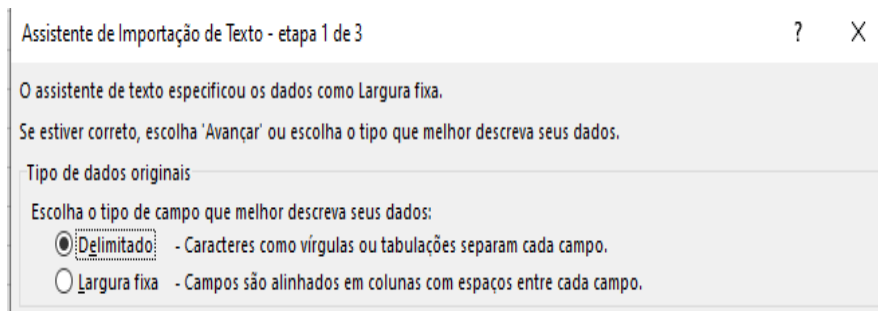 Assistente de Importação de Texto - etapa 1 de 3 ? X
O assistente de texto especificou os dados como Largura fixa.
Se estiver correto, escolha 'Avançar' ou escolha o tipo que melhor descreva seus dados.
Tipo de dados originais
Escolha o tipo de campo que melhor descreva seus dados:
Delimitado - Caracteres como vírgulas ou tabulações separam cada campo.
Largura fixa - Campos são alinhados em colunas com espaços entre cada campo.